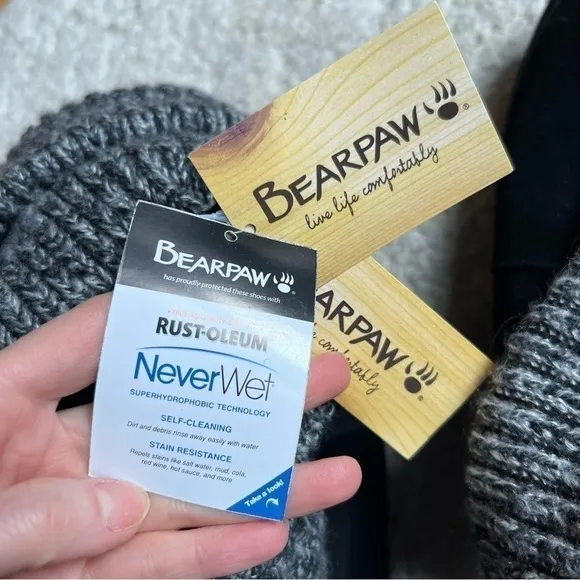 BEARPAW®
live life comfortably
BEARPAW®
has proudly protected these shoes with
RUST-OLEUM
NeverWet®
SUPERHYDROPHOBIC TECHNOLOGY
SELF-CLEANING
Dirt and debris rinse away easily with water
STAIN RESISTANCE
Repels stains like salt water, mud, cola,
red wine, hot sauce, and more
Take a look!
ARPAW®
comfortably